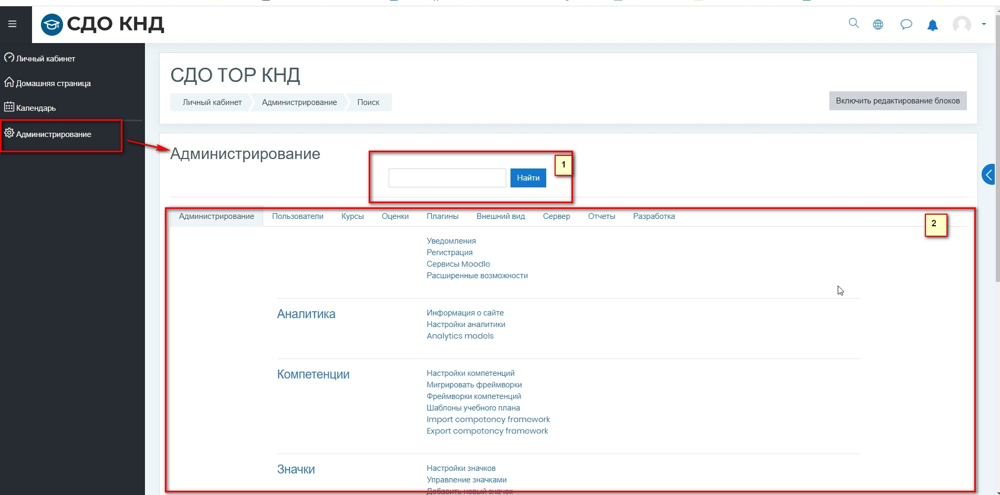 СДО КНД
Личный кабинет
Домашняя страница
Календарь
Администрирование
СДО ТОР КНД
Личный кабинет Администрирование Поиск
Включить редактирование блоков
Администрирование
Найти
1
Администрирование Пользователи Курсы Оценки Плагины Внешний вид Сервер Отчеты Разработка
2
Уведомления
Регистрация
Сервисы Moodle
Расширенные возможности
Аналитика
Информация о сайте
Настройки аналитики
Analytics models
Компетенции
Настройки компетенций
Мигрировать фреймворки
Фреймворки компетенций
Шаблоны учебного плана
Import competency framework
Export competency framework
Значки
Настройки значков
Управление значками
Добавить новый значок